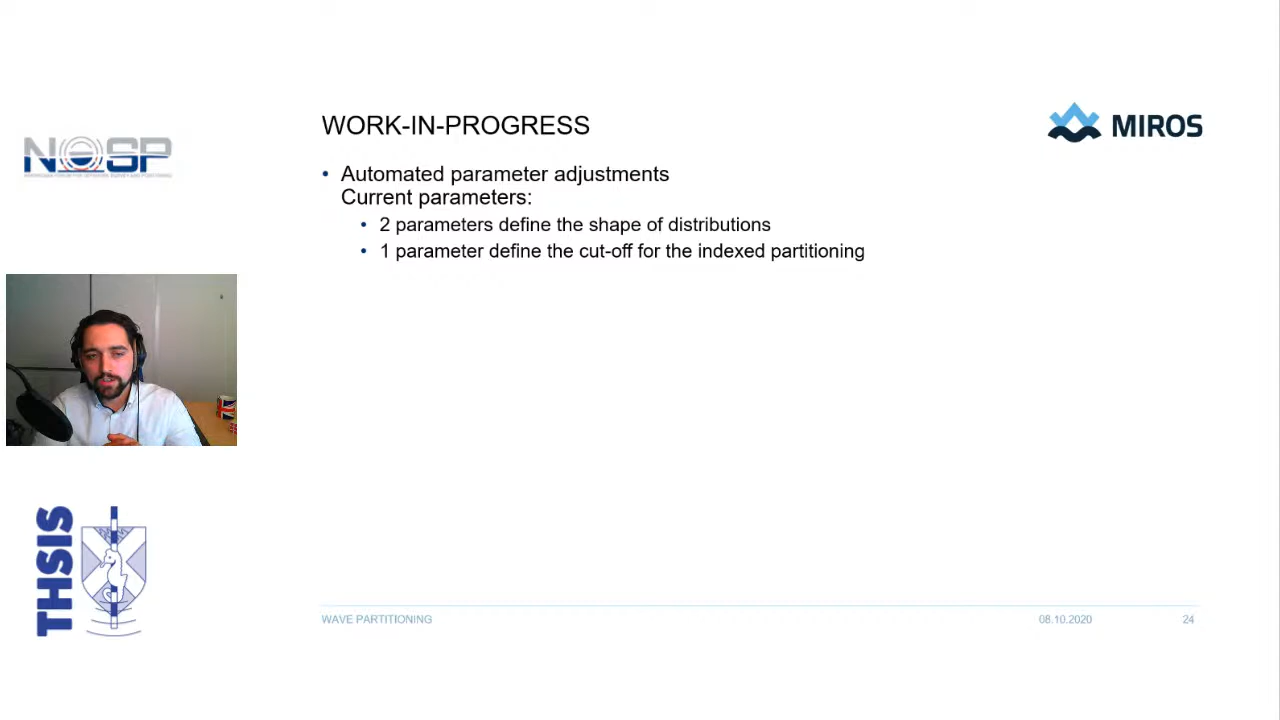 WORK-IN-PROGRESS
MIROS
NOSP
• Automated parameter adjustments
Current parameters:
• 2 parameters define the shape of distributions
• 1 parameter define the cut-off for the indexed partitioning
THSIS
WAVE PARTITIONING
08.10.2020
24